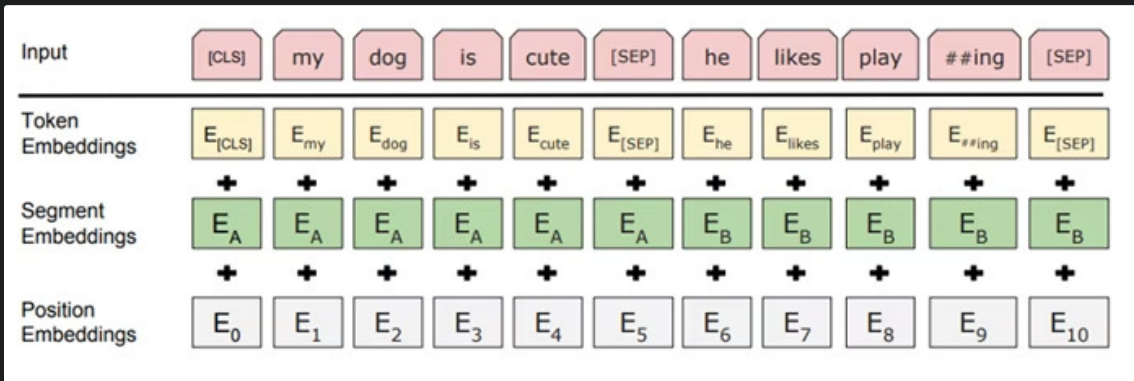 Input [CLS] my dog is cute [SEP] he likes play ##ing [SEP]
Token Embeddings E[CLS] Emy Edog Eis Ecute E[SEP] Ehe Elikes Eplay E##ing E[SEP]
+ + + + + + + + + + +
Segment Embeddings EA EA EA EA EA EA EB EB EB EB EB
+ + + + + + + + + + +
Position Embeddings E0 E1 E2 E3 E4 E5 E6 E7 E8 E9 E10